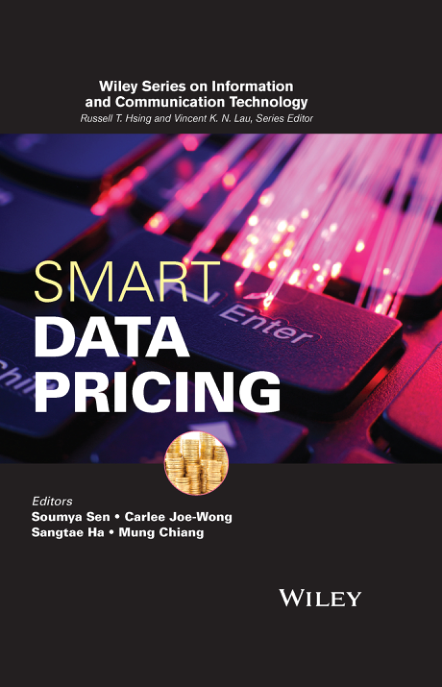 Wiley Series on Information
and Communication Technology
Russell T. Hsing and Vincent K. N. Lau, Series Editor
SMART
DATA
PRICING
Enter
Shift
Editors
Soumya Sen • Carlee Joe-Wong
Sangtae Ha • Mung Chiang
WILEY